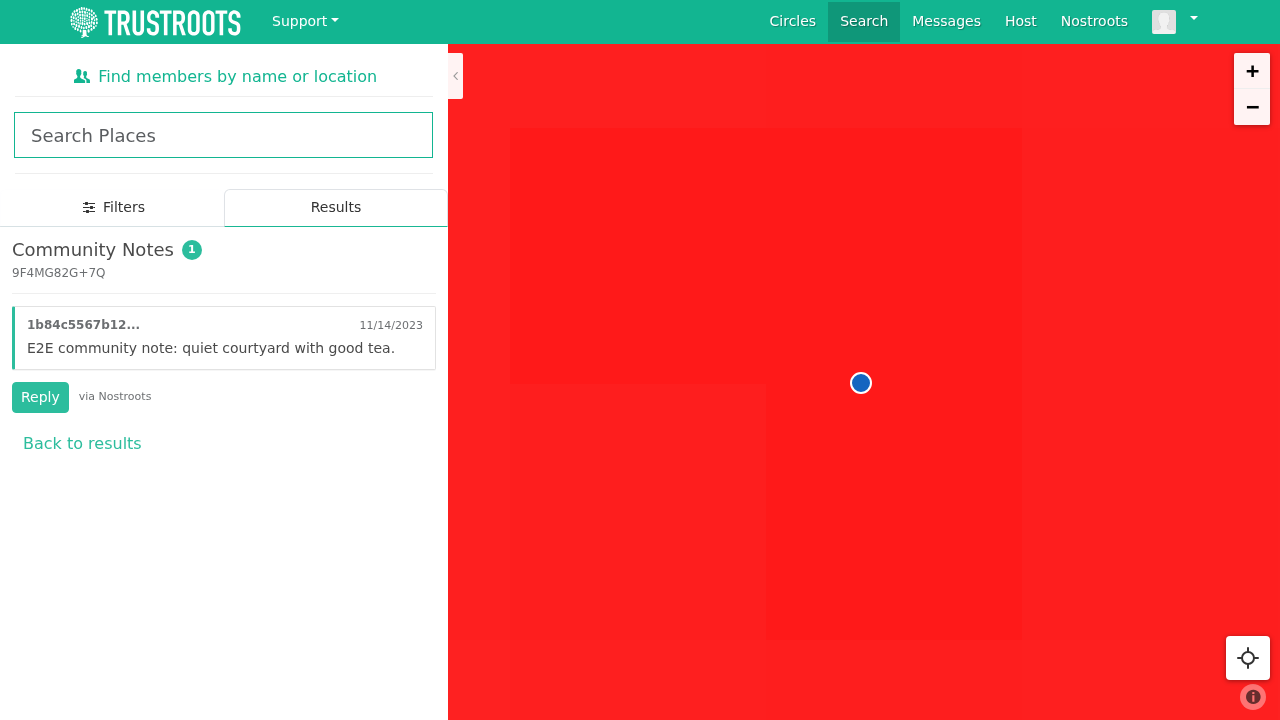 TRUSTROOTS
Support
Circles
Search
Messages
Host
Nostroots
Find members by name or location
Search Places
Filters
Results
Community Notes 1
9F4MG82G+7Q
1b84c5567b12... 11/14/2023
E2E community note: quiet courtyard with good tea.
Reply via Nostroots
Back to results
+
−